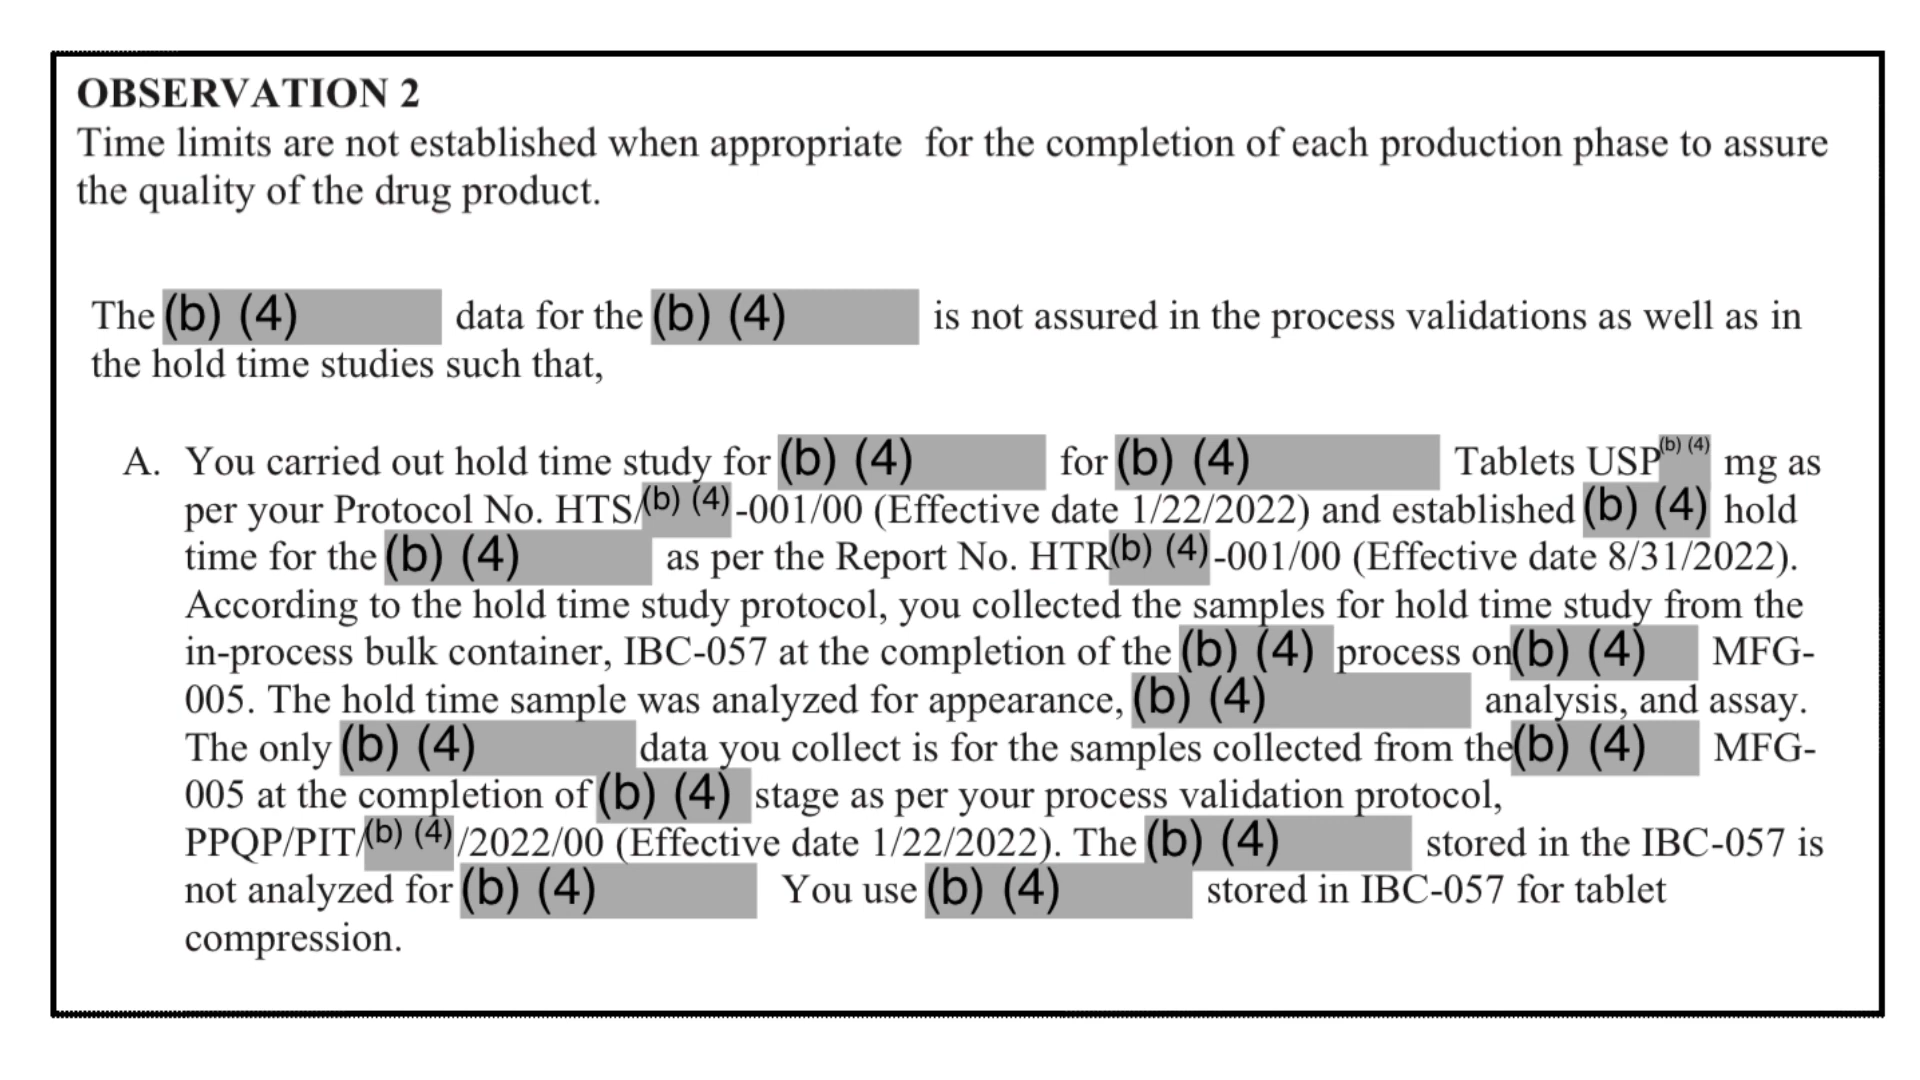 OBSERVATION 2
Time limits are not established when appropriate for the completion of each production phase to assure
the quality of the drug product.
The (b) (4) data for the (b) (4) is not assured in the process validations as well as in
the hold time studies such that,
A. You carried out hold time study for (b) (4) for (b) (4) Tablets USP (b) (4) mg as
per your Protocol No. HTS/(b) (4)-001/00 (Effective date 1/22/2022) and established (b) (4) hold
time for the (b) (4) as per the Report No. HTR(b) (4)-001/00 (Effective date 8/31/2022).
According to the hold time study protocol, you collected the samples for hold time study from the
in-process bulk container, IBC-057 at the completion of the (b) (4) process on (b) (4) MFG-
005. The hold time sample was analyzed for appearance, (b) (4) analysis, and assay.
The only (b) (4) data you collect is for the samples collected from the (b) (4) MFG-
005 at the completion of (b) (4) stage as per your process validation protocol,
PPQP/PIT/(b) (4)/2022/00 (Effective date 1/22/2022). The (b) (4) stored in the IBC-057 is
not analyzed for (b) (4) You use (b) (4) stored in IBC-057 for tablet
compression.